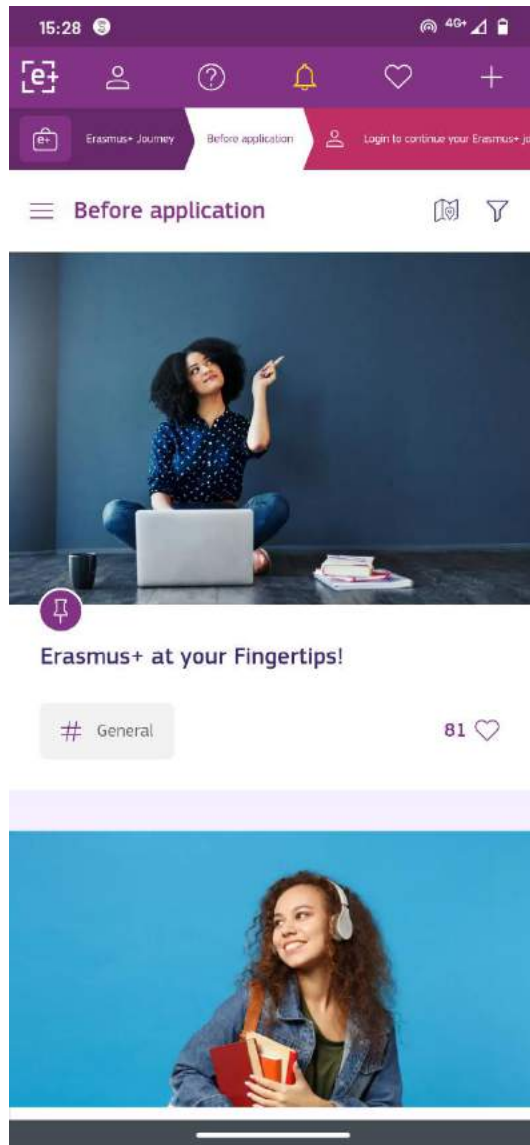 15:28
4G+
[e+
e+
Erasmus+ Journey
Before application
Login to continue your Erasmus+ jo
Before application
Erasmus+ at your Fingertips!
# General
81